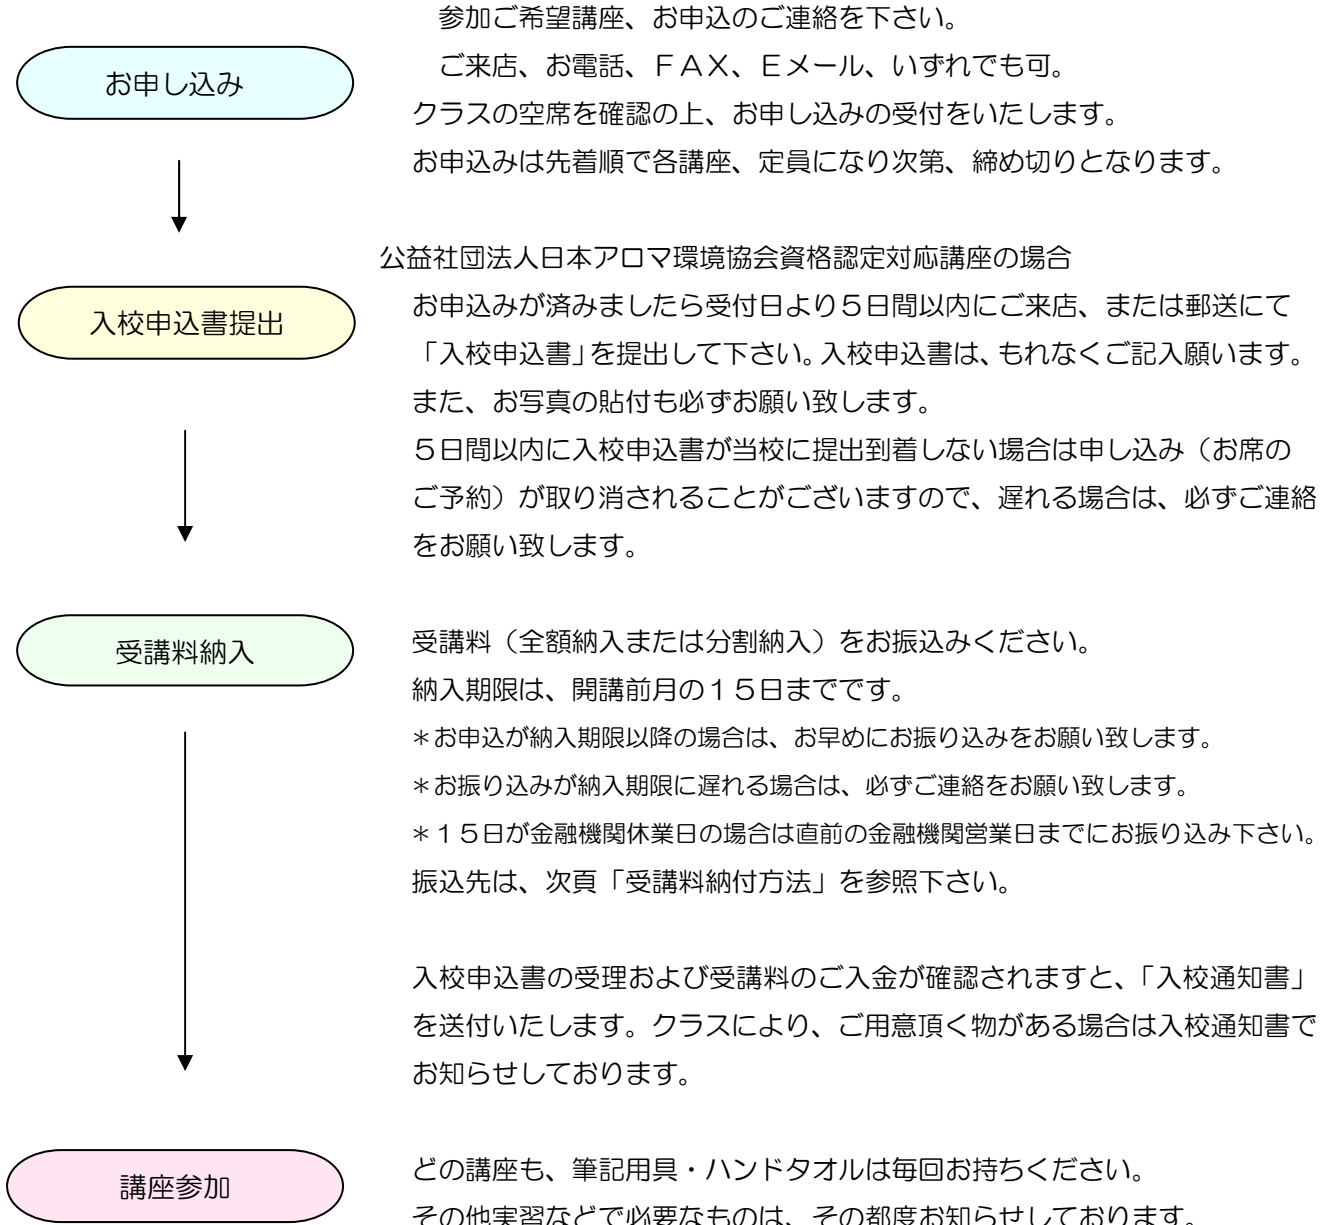 参加ご希望講座、お申込のご連絡を下さい。
お申し込み
ご来店、お電話、ＦＡＸ、Ｅメール、いずれでも可。
クラスの空席を確認の上、お申し込みの受付をいたします。
お申込みは先着順で各講座、定員になり次第、締め切りとなります。
公益社団法人日本アロマ環境協会資格認定対応講座の場合
入校申込書提出
お申込みが済みましたら受付日より５日間以内にご来店、または郵送にて
「入校申込書」を提出して下さい。入校申込書は、もれなくご記入願います。
また、お写真の貼付も必ずお願い致します。
５日間以内に入校申込書が当校に提出到着しない場合は申し込み（お席の
ご予約）が取り消されることがございますので、遅れる場合は、必ずご連絡
をお願い致します。
受講料納入
受講料（全額納入または分割納入）をお振込みください。
納入期限は、開講前月の１５日までです。
＊お申込が納入期限以降の場合は、お早めにお振り込みをお願い致します。
＊お振り込みが納入期限に遅れる場合は、必ずご連絡をお願い致します。
＊１５日が金融機関休業日の場合は直前の金融機関営業日までにお振り込み下さい。
振込先は、次頁「受講料納付方法」を参照下さい。
入校申込書の受理および受講料のご入金が確認されますと、「入校通知書」
を送付いたします。クラスにより、ご用意頂く物がある場合は入校通知書で
お知らせしております。
講座参加
どの講座も、筆記用具・ハンドタオルは毎回お持ちください。
その他実習などで必要なものは、その都度お知らせしております。